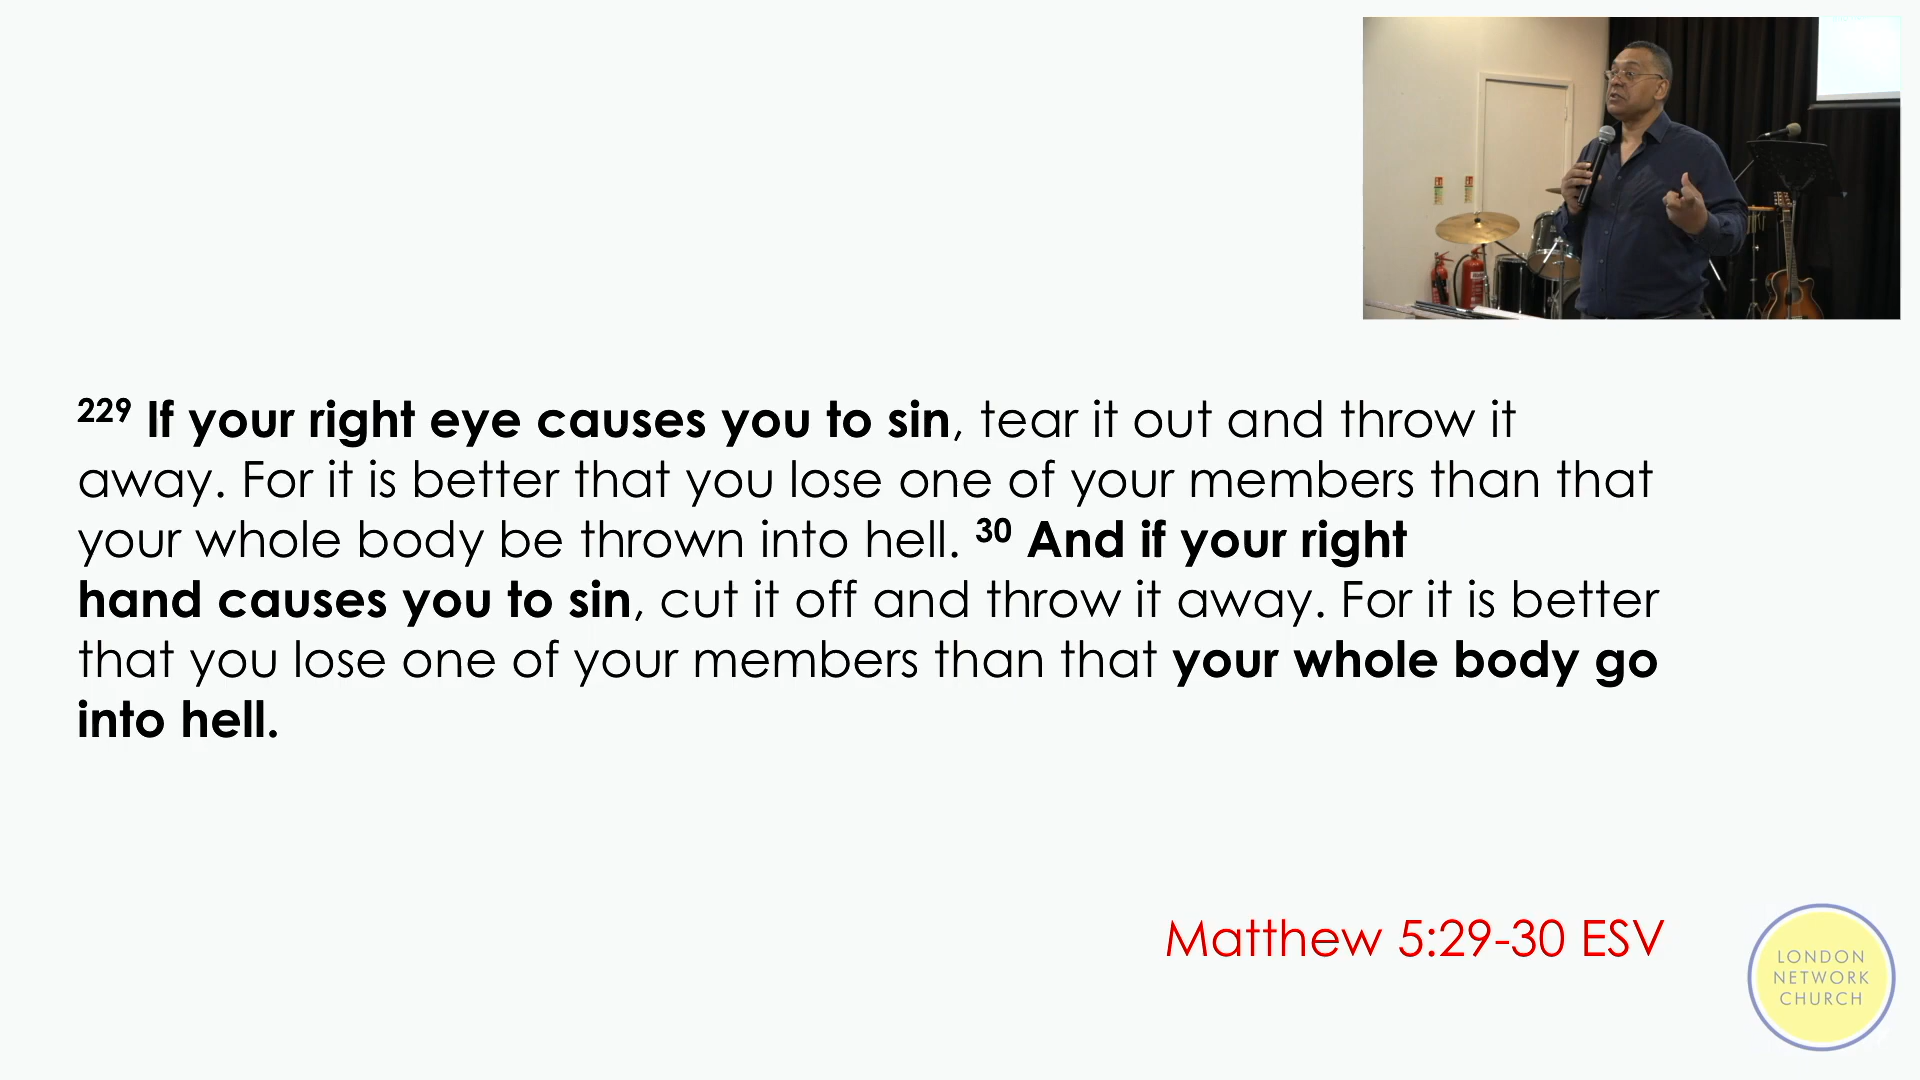 229 If your right eye causes you to sin, tear it out and throw it
away. For it is better that you lose one of your members than that
your whole body be thrown into hell. 30 And if your right
hand causes you to sin, cut it off and throw it away. For it is better
that you lose one of your members than that your whole body go
into hell.
Matthew 5:29-30 ESV
LONDON
NETWORK
CHURCH